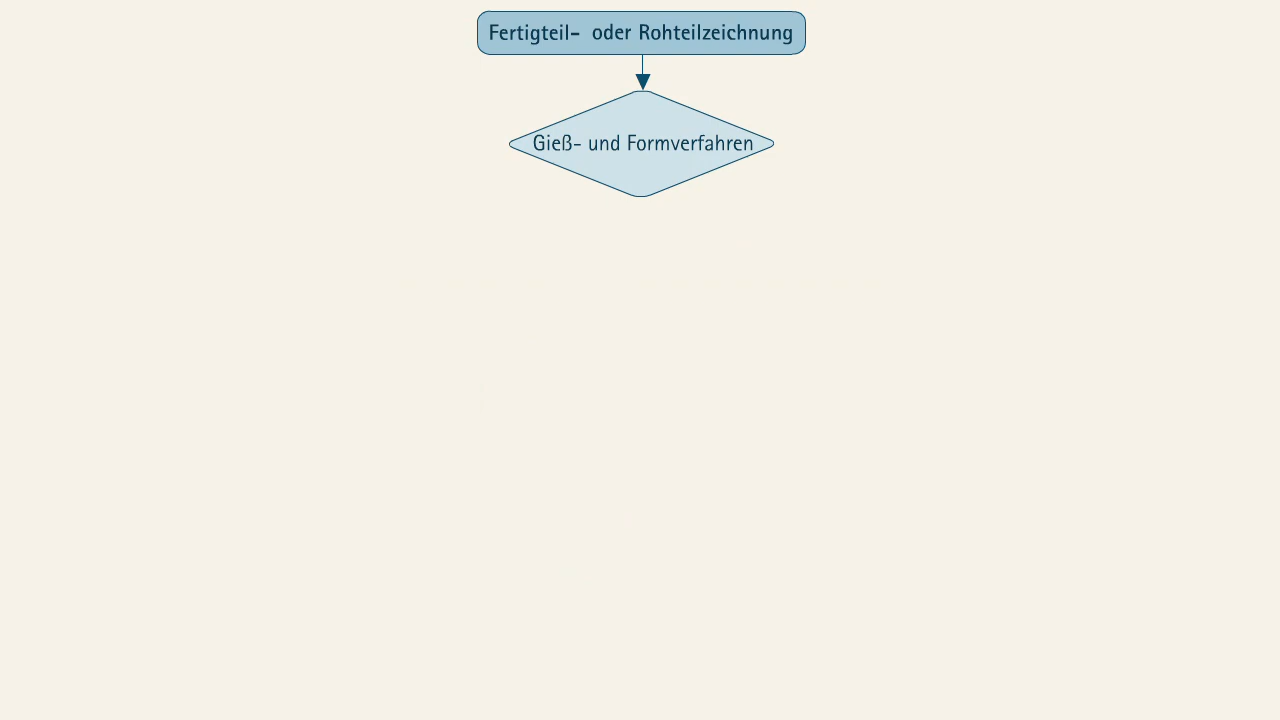 Fertigteil- oder Rohteilzeichnung
Gieß- und Formverfahren